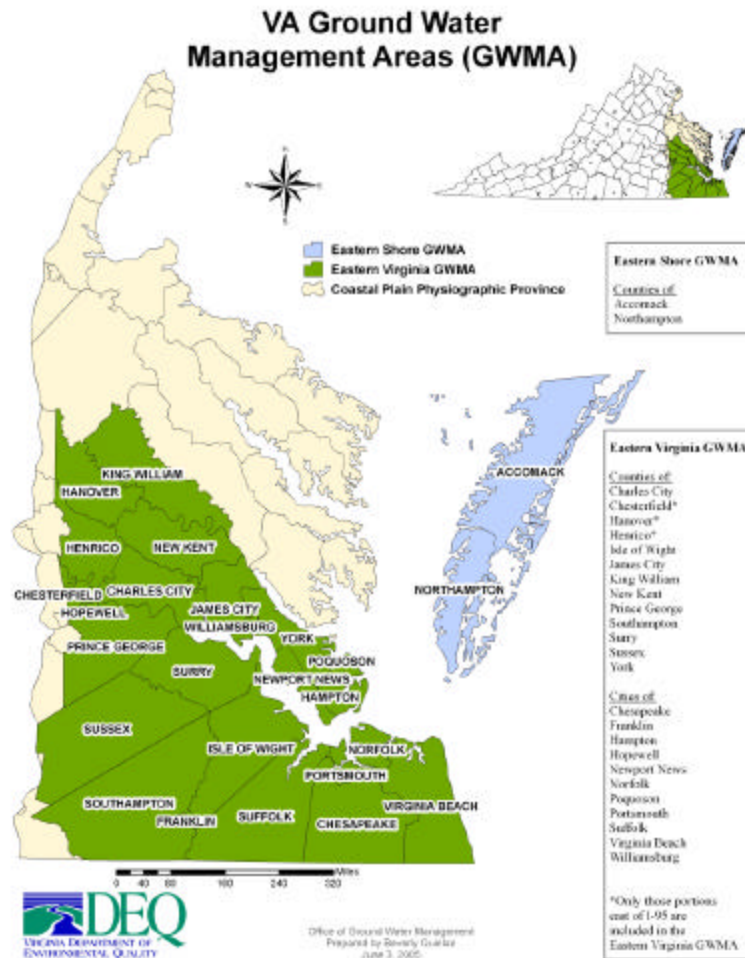 VA Ground Water
Management Areas (GWMA)
Eastern Shore GWMA
Eastern Virginia GWMA
Coastal Plain Physiographic Province
Eastern Shore GWMA
Counties of:
Accomack
Northampton
ACCOMACK
NORTHAMPTON
KING WILLIAM
HANOVER
HENRICO
NEW KENT
CHESTERFIELD
CHARLES CITY
HOPEWELL
JAMES CITY
WILLIAMSBURG
YORK
PRINCE GEORGE
POQUOSON
SURRY
NEWPORT NEWS
HAMPTON
SUSSEX
ISLE OF WIGHT
NORFOLK
PORTSMOUTH
SOUTHAMPTON
VIRGINIA BEACH
FRANKLIN
SUFFOLK
CHESAPEAKE
Eastern Virginia GWMA
Counties of:
Charles City
Chesterfield*
Hanover*
Henrico*
Isle of Wight
James City
King William
New Kent
Prince George
Southampton
Surry
Sussex
York
Cities of:
Chesapeake
Franklin
Hampton
Hopewell
Newport News
Norfolk
Poquoson
Portsmouth
Suffolk
Virginia Beach
Williamsburg
*Only those portions
east of I-95 are
included in the
Eastern Virginia GWMA
Miles
0 40 80 160 240 320
DEQ
VIRGINIA DEPARTMENT OF
ENVIRONMENTAL QUALITY
Office of Ground Water Management
Prepared by Beverly
June 3, 2005